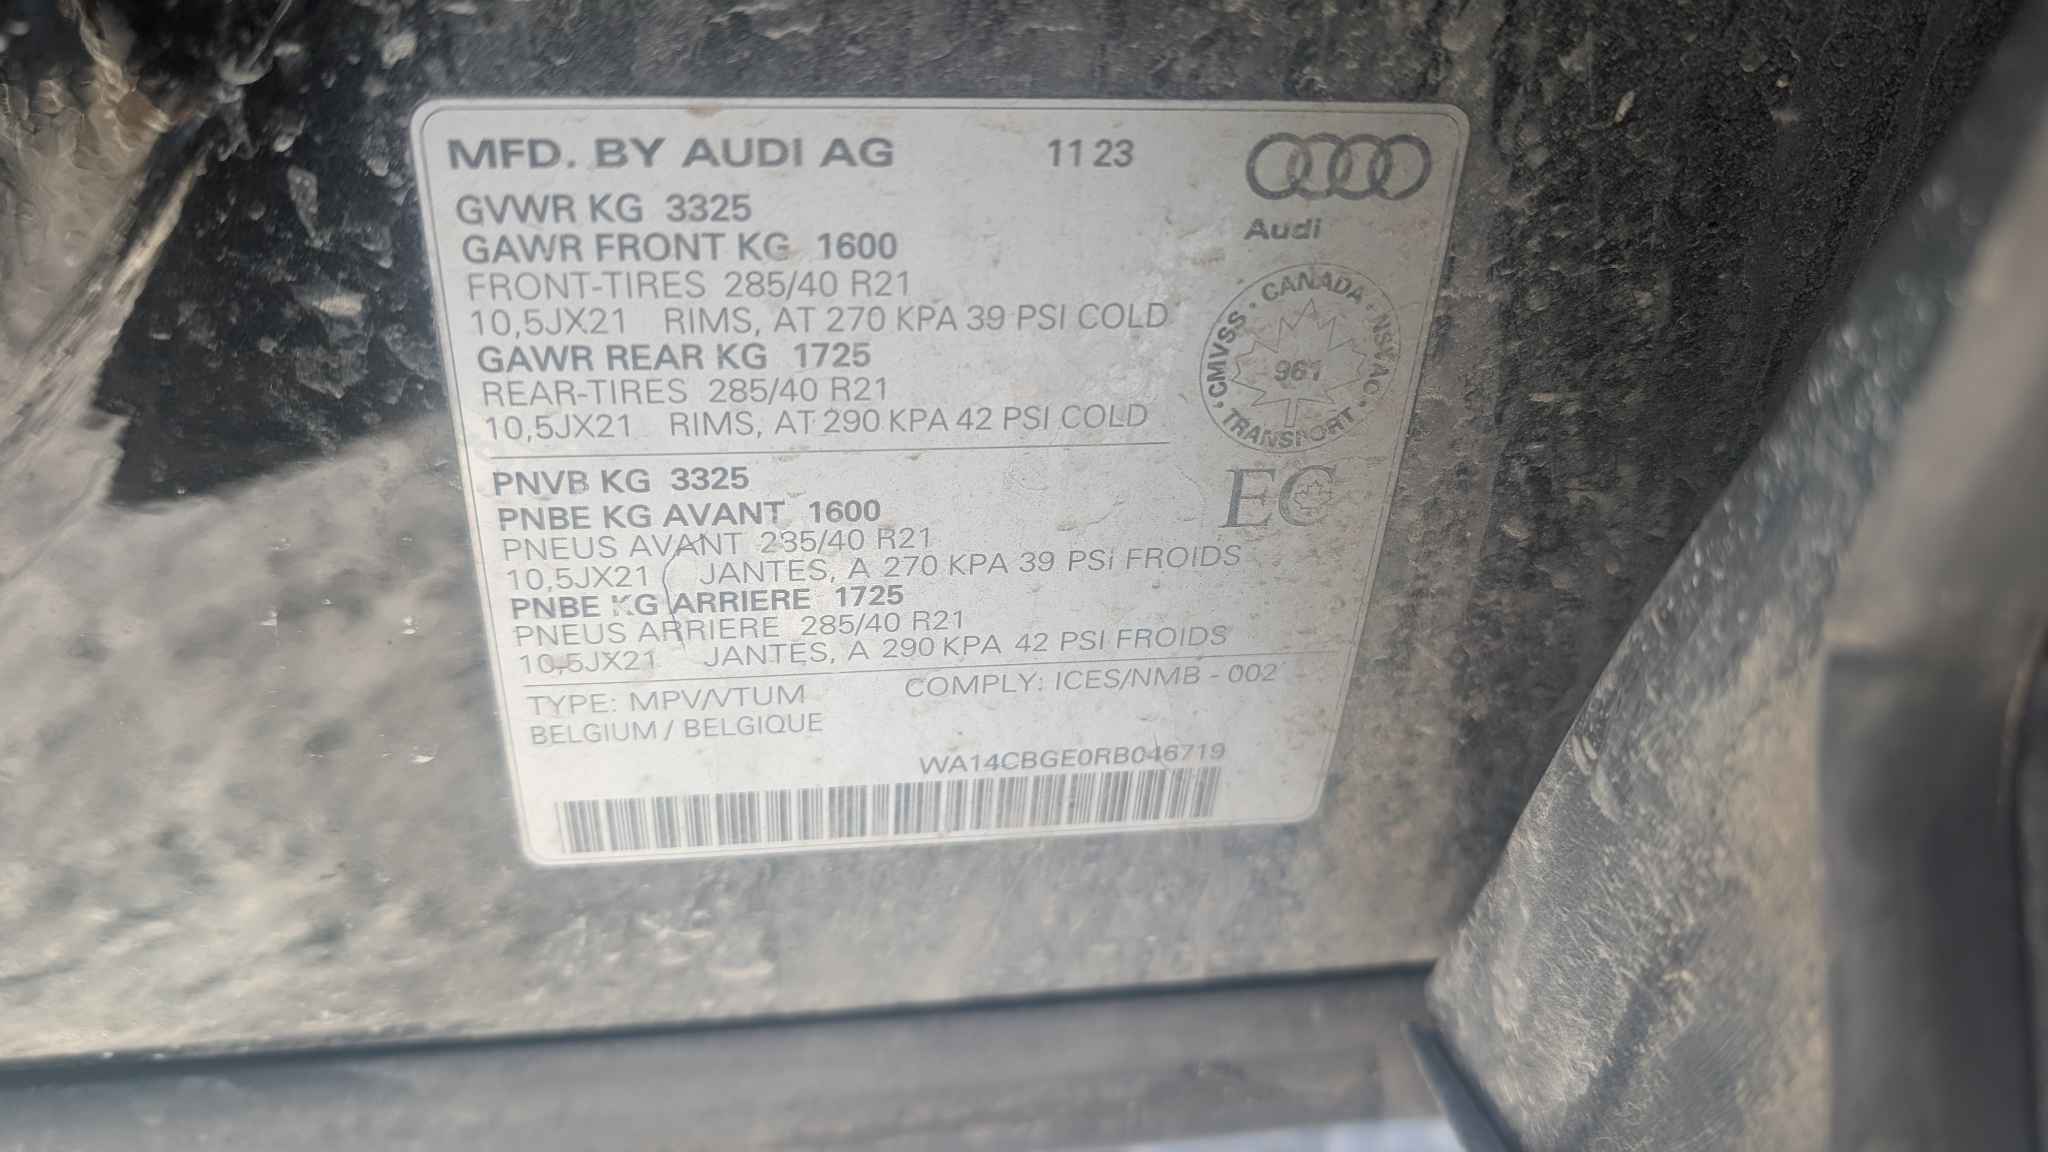 MFD. BY AUDI AG 11 23
Audi
GVWR KG 3325
GAWR FRONT KG 1600
FRONT-TIRES 285/40 R21
10,5JX21 RIMS, AT 270 KPA 39 PSI COLD
GAWR REAR KG 1725
REAR-TIRES 285/40 R21
10,5JX21 RIMS, AT 290 KPA 42 PSI COLD
CANADA · NSVAC · TRANSPORT · CMVSS ·
961
EC
PNVB KG 3325
PNBE KG AVANT 1600
PNEUS AVANT 285/40 R21
10,5JX21 JANTES, A 270 KPA 39 PSI FROIDS
PNBE KG ARRIERE 1725
PNEUS ARRIERE 285/40 R21
10,5JX21 JANTES, A 290 KPA 42 PSI FROIDS
TYPE: MPV/VTUM COMPLY: ICES/NMB - 002
BELGIUM / BELGIQUE
WA14CBGE0RB046719